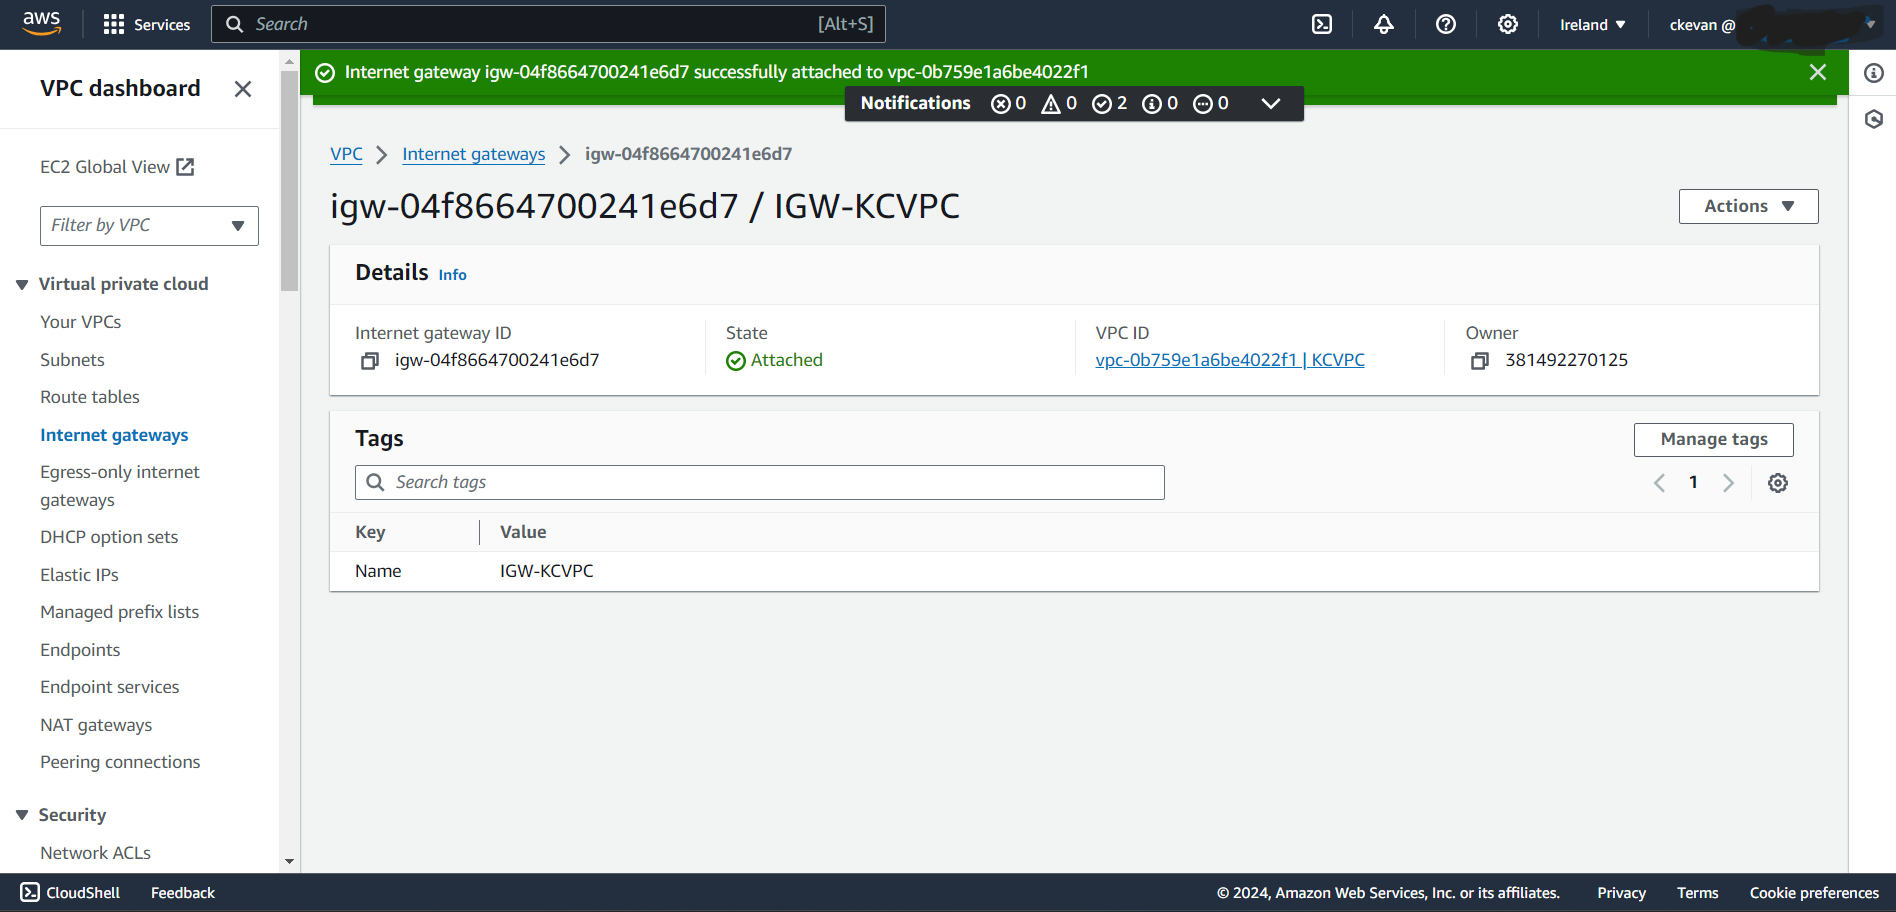 aws Services Search [Alt+S] Ireland ckevan @
VPC dashboard
EC2 Global View
Filter by VPC
Virtual private cloud
Your VPCs
Subnets
Route tables
Internet gateways
Egress-only internet
gateways
DHCP option sets
Elastic IPs
Managed prefix lists
Endpoints
Endpoint services
NAT gateways
Peering connections
Security
Network ACLs
Internet gateway igw-04f8664700241e6d7 successfully attached to vpc-0b759e1a6be4022f1
Notifications 0 0 2 0 0
VPC Internet gateways igw-04f8664700241e6d7
igw-04f8664700241e6d7 / IGW-KCVPC
Actions
Details Info
Internet gateway ID
igw-04f8664700241e6d7
State
Attached
VPC ID
vpc-0b759e1a6be4022f1 | KCVPC
Owner
381492270125
Tags
Manage tags
Search tags
1
Key Value
Name IGW-KCVPC
CloudShell Feedback © 2024, Amazon Web Services, Inc. or its affiliates. Privacy Terms Cookie preferences